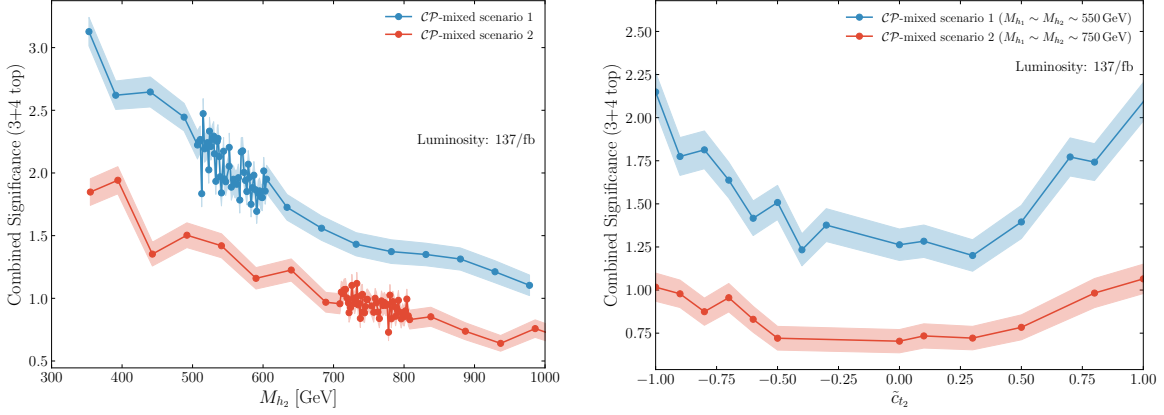 CP-mixed scenario 1
CP-mixed scenario 2
Luminosity: 137/fb
Combined Significance (3+4 top)
3.0
2.5
2.0
1.5
1.0
0.5
300 400 500 600 700 800 900 1000
M_{h_2} [GeV]
CP-mixed scenario 1 (M_{h_1} ∼ M_{h_2} ∼ 550 GeV)
CP-mixed scenario 2 (M_{h_1} ∼ M_{h_2} ∼ 750 GeV)
Luminosity: 137/fb
Combined Significance (3+4 top)
2.50
2.25
2.00
1.75
1.50
1.25
1.00
0.75
0.50
−1.00 −0.75 −0.50 −0.25 0.00 0.25 0.50 0.75 1.00
c̃_{t_2}